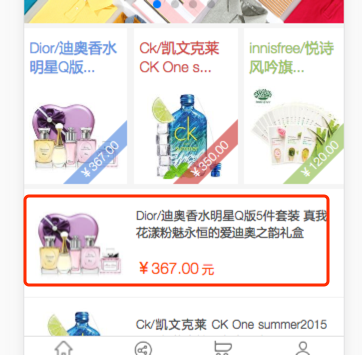 Dior/迪奥香水
明星Q版...
Ck/凯文克莱
CK One s...
innisfree/悦诗
风吟旗...
ck
¥367.00
¥350.00
¥120.00
Dior/迪奥香水明星Q版5件套装 真我
花漾粉魅永恒的爱迪奥之韵礼盒
¥367.00元
Ck/凯文克莱 CK One summer2015